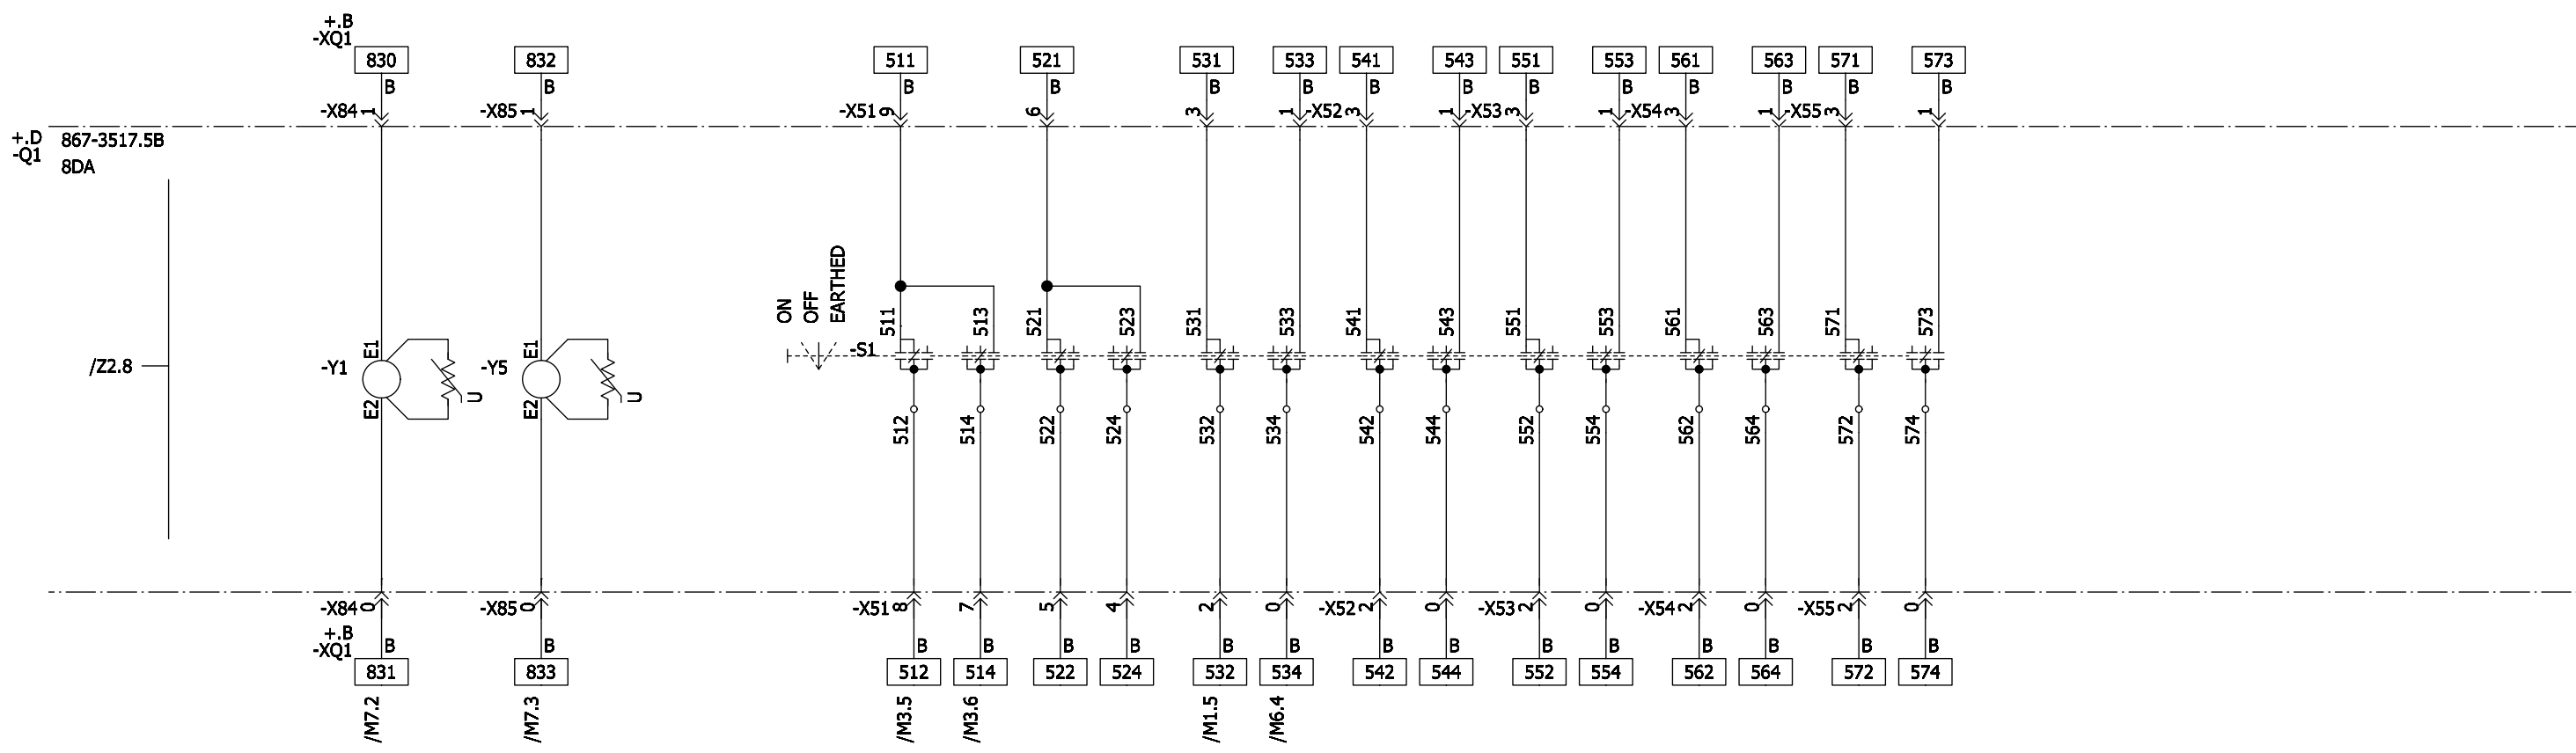 +.B
-XQ1
830 832 511 521 531 533 541 543 551 553 561 563 571 573
B B B B B B B B B B B B B B
-X84 1 -X85 1 -X51 9 6 3 1 -X52 3 1 -X53 3 1 -X54 3 1 -X55 3 1
+.D
-Q1
867-3517.5B
8DA
ON
OFF
EARTHED
511 513 521 523 531 533 541 543 551 553 561 563 571 573
E1 E1
-S1
/Z2.8
-Y1 -Y5
U U
E2 E2
512 514 522 524 532 534 542 544 552 554 562 564 572 574
-X84 0 -X85 0 -X51 8 7 5 4 2 0 -X52 2 0 -X53 2 0 -X54 2 0 -X55 2 0
+.B
-XQ1
B B B B B B B B B B B B B B B B
831 833 512 514 522 524 532 534 542 544 552 554 562 564 572 574
/M7.2 /M7.3 /M3.5 /M3.6 /M1.5 /M6.4